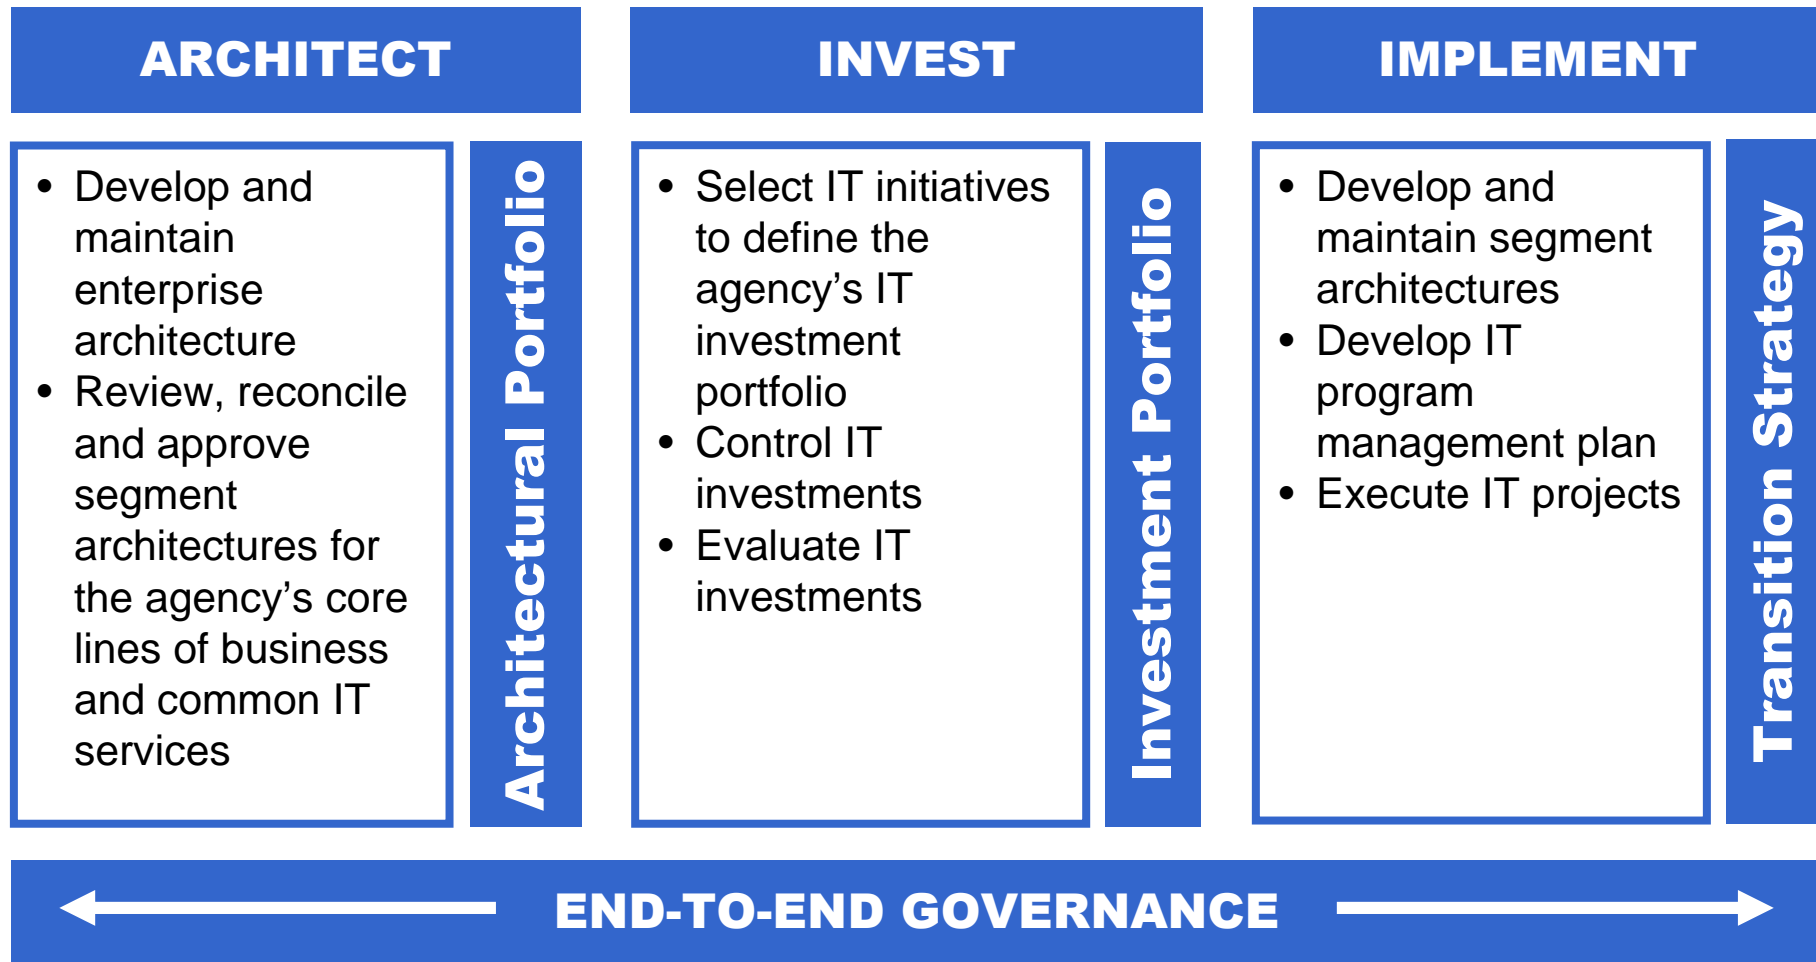 ARCHITECT
• Develop and
maintain
enterprise
architecture
• Review, reconcile
and approve
segment
architectures for
the agency’s core
lines of business
and common IT
services
Architectural Portfolio
INVEST
• Select IT initiatives
to define the
agency’s IT
investment
portfolio
• Control IT
investments
• Evaluate IT
investments
Investment Portfolio
IMPLEMENT
• Develop and
maintain segment
architectures
• Develop IT
program
management plan
• Execute IT projects
Transition Strategy
END-TO-END GOVERNANCE